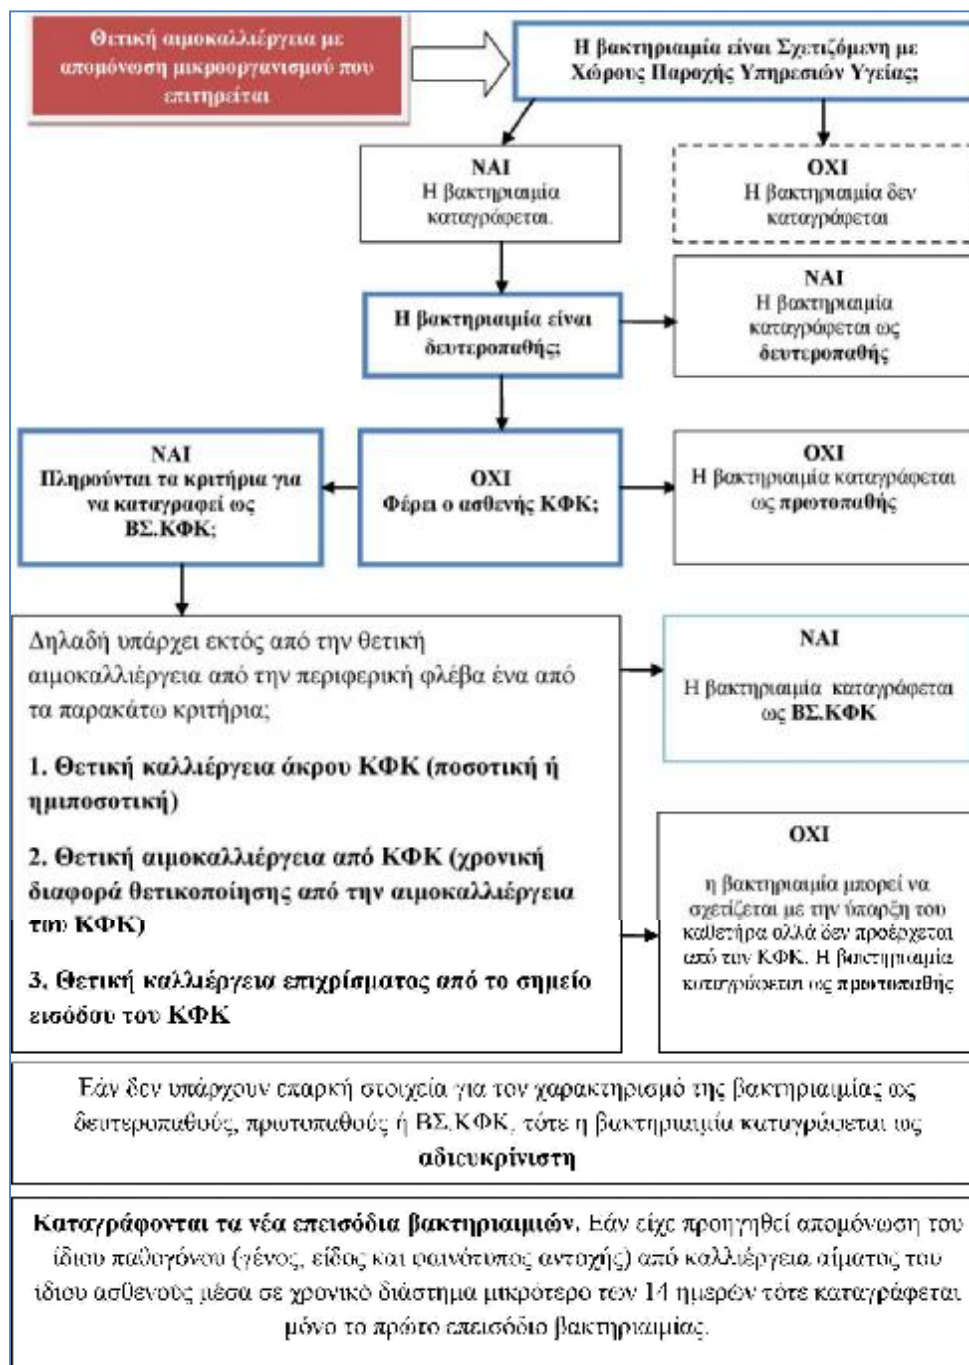 Θετική αιμοκαλλιέργεια με
απομόνωση μικροοργανισμού που
επιτηρείται
Η βακτηριαιμία είναι Σχετιζόμενη με
Χώρους Παροχής Υπηρεσιών Υγείας;
ΝΑΙ
Η βακτηριαιμία
καταγράφεται.
ΟΧΙ
Η βακτηριαιμία δεν
καταγράφεται
Η βακτηριαιμία είναι
δευτεροπαθής;
ΝΑΙ
Η βακτηριαιμία
καταγράφεται ως
δευτεροπαθής
ΝΑΙ
Πληρούνται τα κριτήρια για
να καταγραφεί ως
ΒΣ.ΚΦΚ;
ΟΧΙ
Φέρει ο ασθενής ΚΦΚ;
ΟΧΙ
Η βακτηριαιμία καταγράφεται
ως πρωτοπαθής
Δηλαδή υπάρχει εκτός από την θετική
αιμοκαλλιέργεια από την περιφερική φλέβα ένα από
τα παρακάτω κριτήρια;
1. Θετική καλλιέργεια άκρου ΚΦΚ (ποσοτική ή
ημιποσοτική)
2. Θετική αιμοκαλλιέργεια από ΚΦΚ (χρονική
διαφορά θετικοποίησης από την αιμοκαλλιέργεια
του ΚΦΚ)
3. Θετική καλλιέργεια επιχρίσματος από το σημείο
εισόδου του ΚΦΚ
ΝΑΙ
Η βακτηριαιμία καταγράφεται
ως ΒΣ.ΚΦΚ
ΟΧΙ
η βακτηριαιμία μπορεί να
σχετίζεται με την ύπαρξη του
καθετήρα αλλά δεν προέρχεται
από τον ΚΦΚ. Η βακτηριαιμία
καταγράφεται ως πρωτοπαθής
Εάν δεν υπάρχουν επαρκή στοιχεία για τον χαρακτηρισμό της βακτηριαιμίας ως
δευτεροπαθούς, πρωτοπαθούς ή ΒΣ.ΚΦΚ, τότε η βακτηριαιμία καταγράφεται ως
αδιευκρίνιστη
Καταγράφονται τα νέα επεισόδια βακτηριαιμιών. Εάν είχε προηγηθεί απομόνωση του
ίδιου παθογόνου (γένος, είδος και φαινότυπος αντοχής) από καλλιέργεια αίματος του
ίδιου ασθενούς μέσα σε χρονικό διάστημα μικρότερο των 14 ημερών τότε καταγράφεται
μόνο το πρώτο επεισόδιο βακτηριαιμίας.